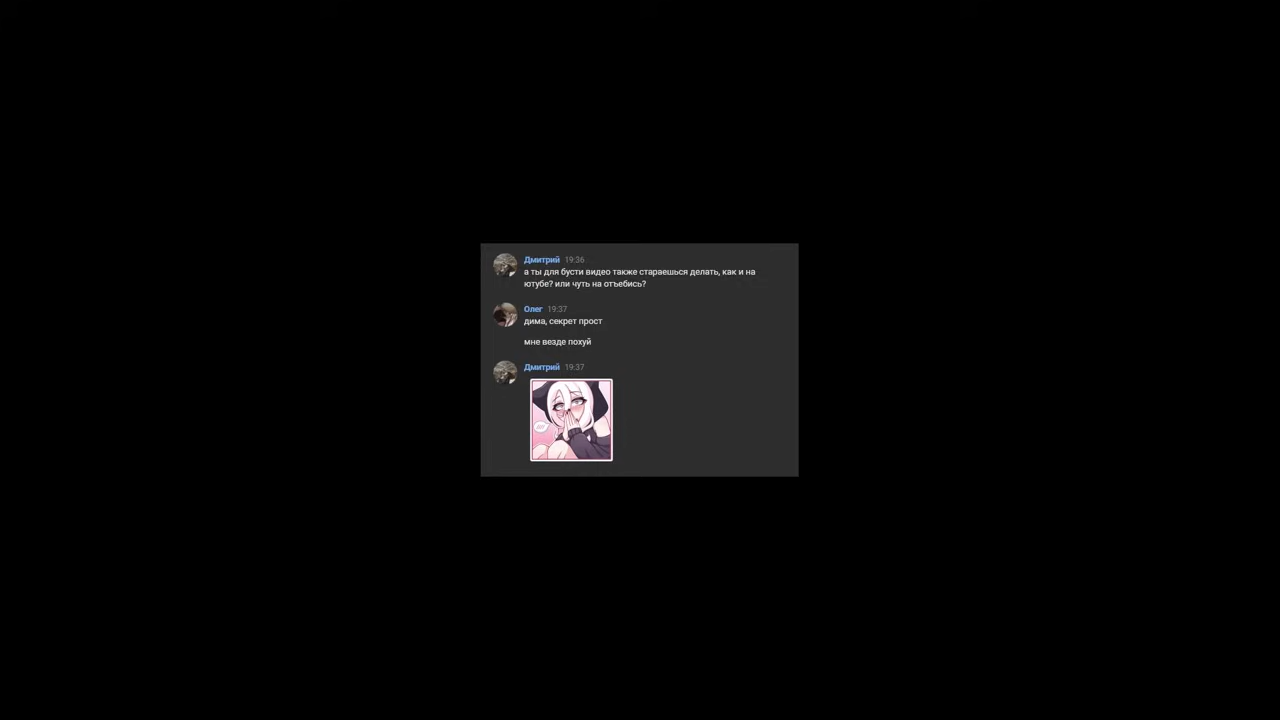 Дмитрий 19:36
а ты для бусти видео также стараешься делать, как и на
ютубе? или чуть на отъебись?
Олег 19:37
дима, секрет прост
мне везде похуй
Дмитрий 19:37